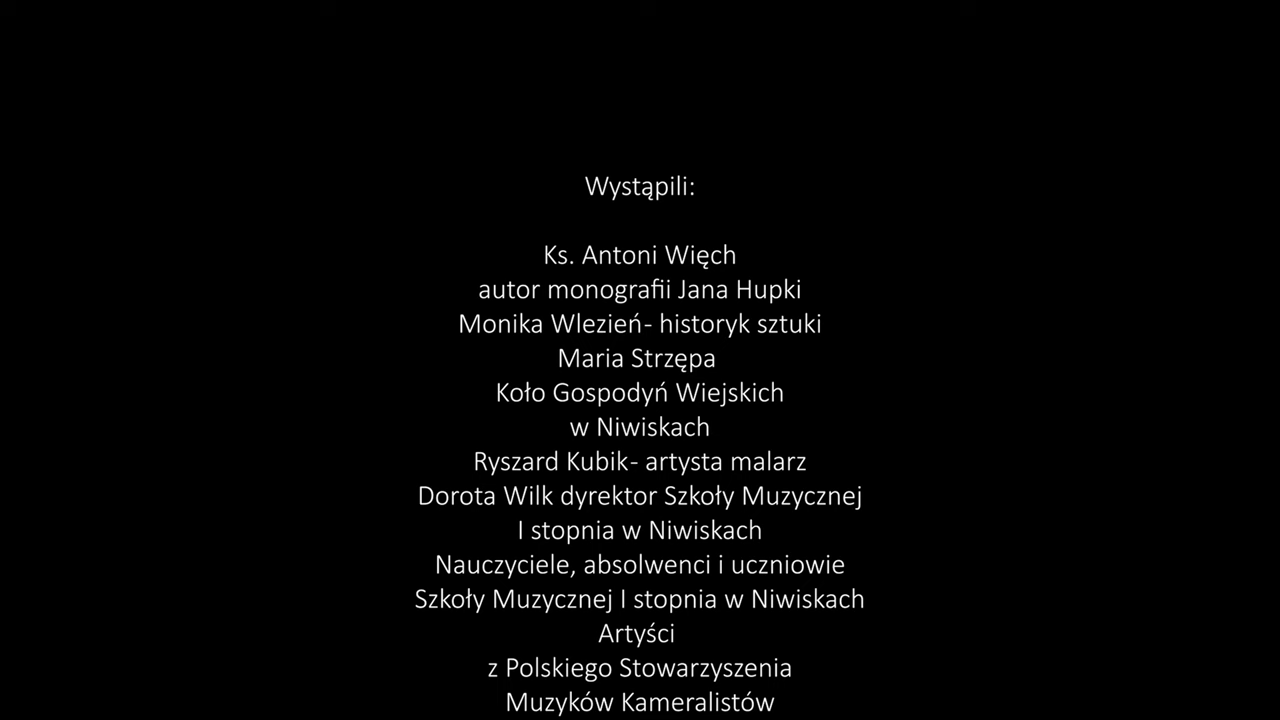 Wystąpili:
Ks. Antoni Więch
autor monografii Jana Hupki
Monika Wlezień- historyk sztuki
Maria Strzępa
Koło Gospodyń Wiejskich
w Niwiskach
Ryszard Kubik- artysta malarz
Dorota Wilk dyrektor Szkoły Muzycznej
I stopnia w Niwiskach
Nauczyciele, absolwenci i uczniowie
Szkoły Muzycznej I stopnia w Niwiskach
Artyści
z Polskiego Stowarzyszenia
Muzyków Kameralistów